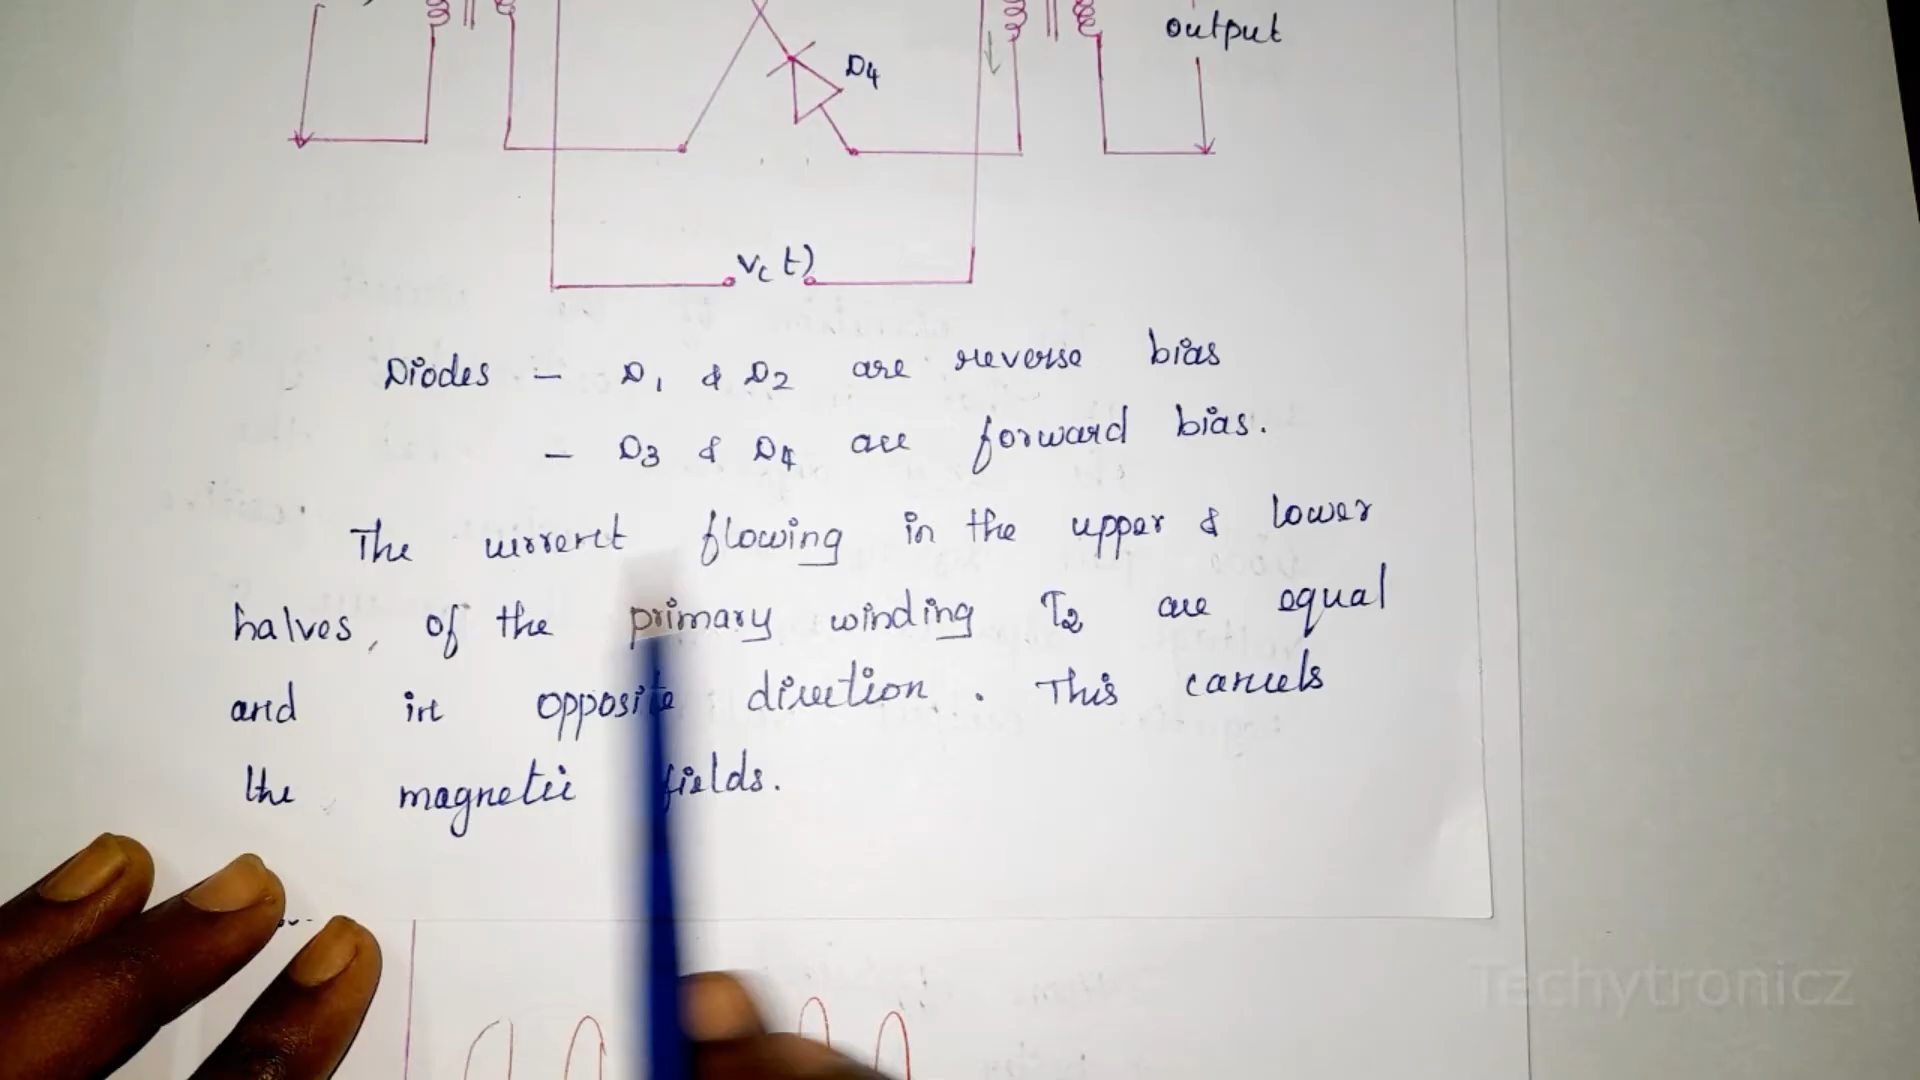 output
D4
Vc t)
Diodes - D1 & D2 are reverse bias
- D3 & D4 are forward bias.
The current flowing in the upper & lower
halves, of the primary winding T2 are equal
and in opposite direction. This cancels
the magnetic fields.
Techytronicz